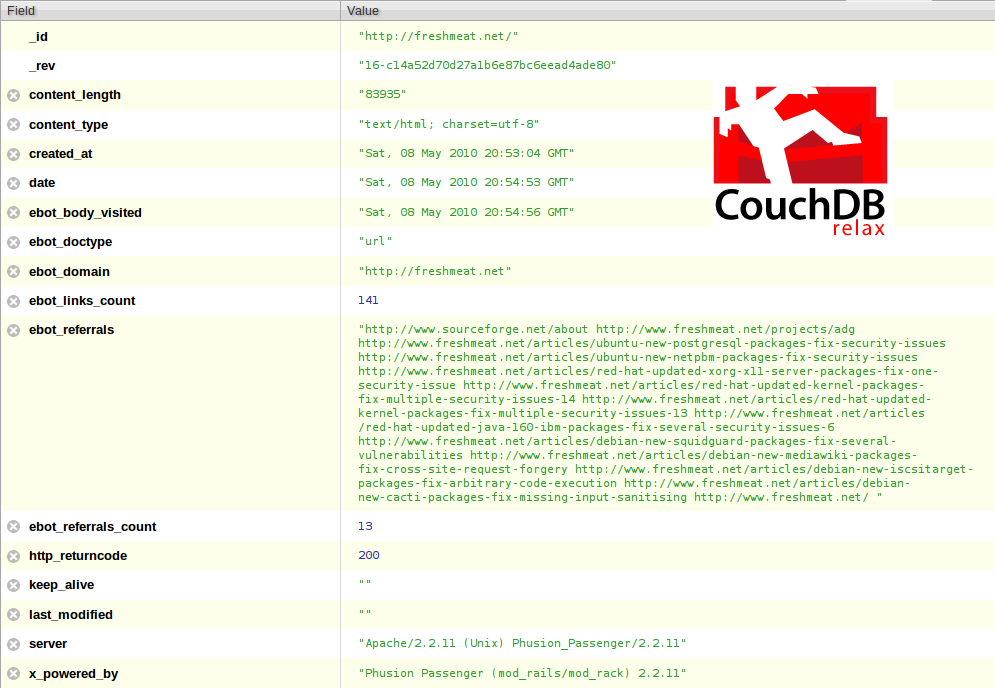 Field Value
_id "http://freshmeat.net/"
_rev "16-c14a52d70d27a1b6e87bc6eead4ade80"
content_length "83935"
content_type "text/html; charset=utf-8"
created_at "Sat, 08 May 2010 20:53:04 GMT"
date "Sat, 08 May 2010 20:54:53 GMT"
ebot_body_visited "Sat, 08 May 2010 20:54:56 GMT"
CouchDB
relax
ebot_doctype "url"
ebot_domain "http://freshmeat.net"
ebot_links_count 141
ebot_referrals "http://www.sourceforge.net/about http://www.freshmeat.net/projects/adg
http://www.freshmeat.net/articles/ubuntu-new-postgresql-packages-fix-security-issues
http://www.freshmeat.net/articles/ubuntu-new-netpbm-packages-fix-security-issues
http://www.freshmeat.net/articles/red-hat-updated-xorg-x11-server-packages-fix-one-
security-issue http://www.freshmeat.net/articles/red-hat-updated-kernel-packages-
fix-multiple-security-issues-14 http://www.freshmeat.net/articles/red-hat-updated-
kernel-packages-fix-multiple-security-issues-13 http://www.freshmeat.net/articles
/red-hat-updated-java-160-ibm-packages-fix-several-security-issues-6
http://www.freshmeat.net/articles/debian-new-squidguard-packages-fix-several-
vulnerabilities http://www.freshmeat.net/articles/debian-new-mediawiki-packages-
fix-cross-site-request-forgery http://www.freshmeat.net/articles/debian-new-iscsitarget-
packages-fix-arbitrary-code-execution http://www.freshmeat.net/articles/debian-
new-cacti-packages-fix-missing-input-sanitising http://www.freshmeat.net/ "
ebot_referrals_count 13
http_returncode 200
keep_alive ""
last_modified ""
server "Apache/2.2.11 (Unix) Phusion_Passenger/2.2.11"
x_powered_by "Phusion Passenger (mod_rails/mod_rack) 2.2.11"